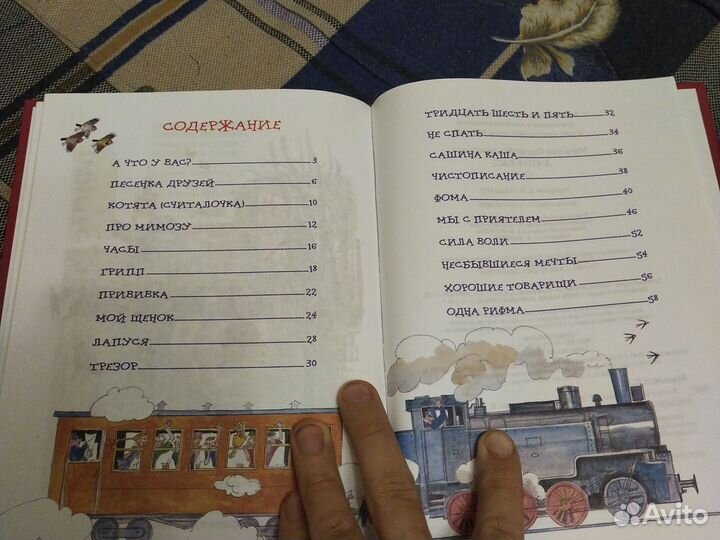 СОДЕРЖАНИЕ
А ЧТО У ВАС? 3
ПЕСЕНКА ДРУЗЕЙ 6
КОТЯТА (СЧИТАЛОЧКА) 10
ПРО МИМОЗУ 12
ЧАСЫ 16
ГРИПП 18
ПРИВИВКА 22
МОЙ ЩЕНОК 24
ЛАПУСЯ 28
ТРЕЗОР 30
ТРИДЦАТЬ ШЕСТЬ И ПЯТЬ 32
НЕ СПАТЬ 34
САШИНА КАША 36
ЧИСТОПИСАНИЕ 38
ФОМА 40
МЫ С ПРИЯТЕЛЕМ 46
СИЛА ВОЛИ 52
НЕСБЫВШИЕСЯ МЕЧТЫ 54
ХОРОШИЕ ТОВАРИЩИ 56
ОДНА РИФМА 58
Avito